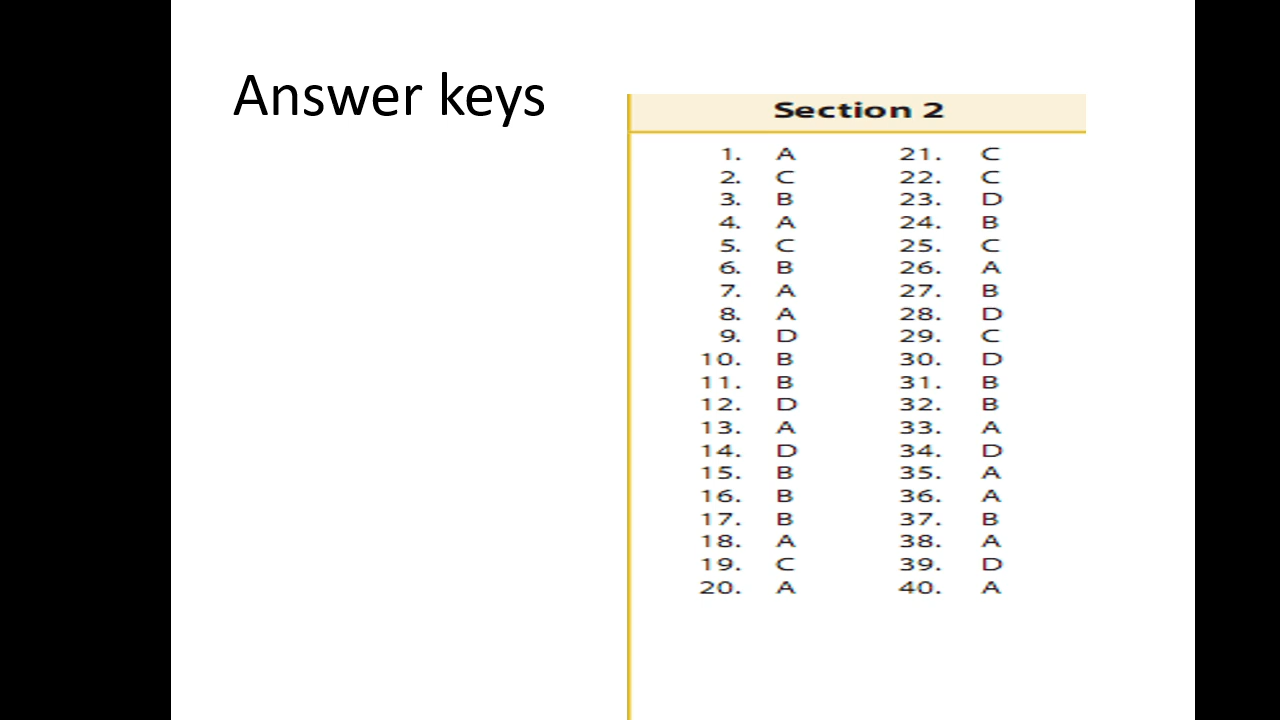 Answer keys
Section 2
1. A 21. C
2. C 22. C
3. B 23. D
4. A 24. B
5. C 25. C
6. B 26. A
7. A 27. B
8. A 28. D
9. D 29. C
10. B 30. D
11. B 31. B
12. D 32. B
13. A 33. A
14. D 34. D
15. B 35. A
16. B 36. A
17. B 37. B
18. A 38. A
19. C 39. D
20. A 40. A